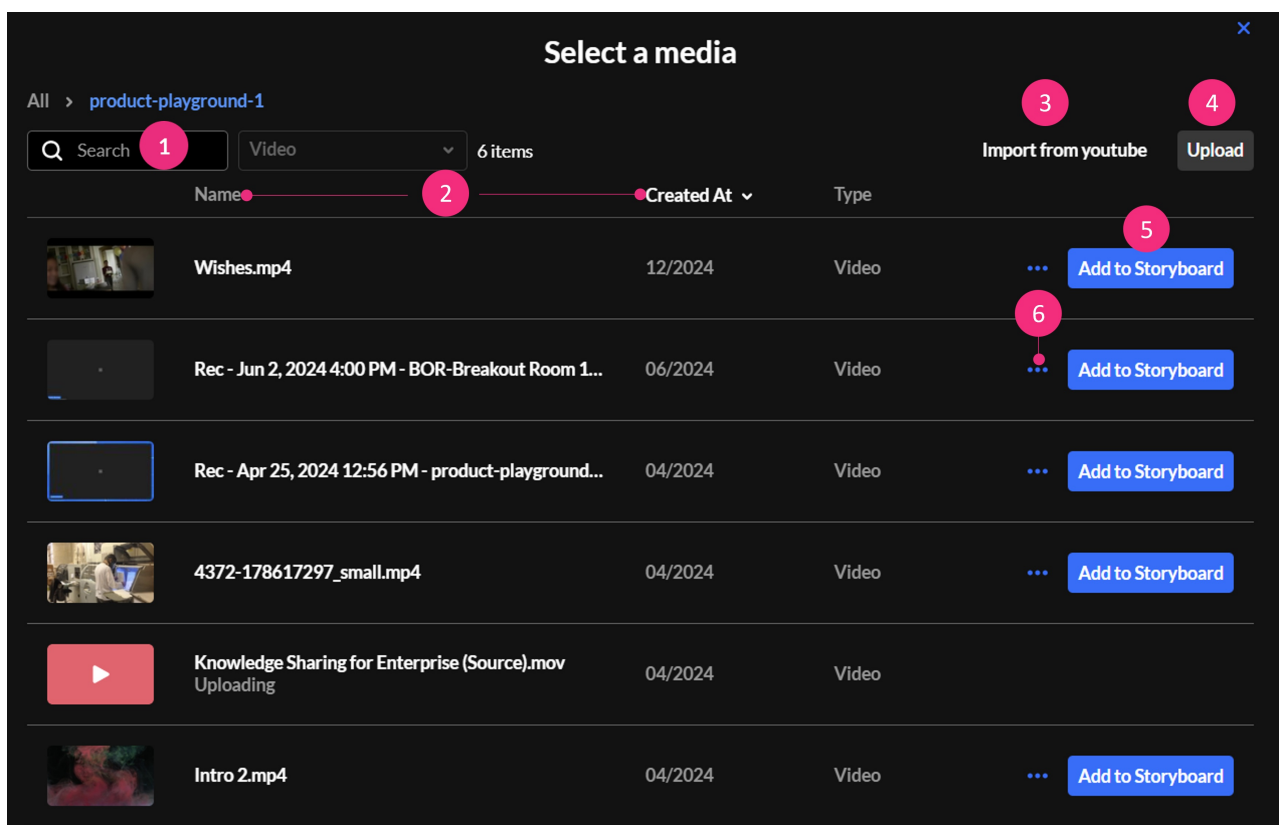 Select a media
All > product-playground-1
3
4
Search
1
Video
6 items
Import from youtube
Upload
Name
2
Created At
Type
5
Wishes.mp4
12/2024
Video
Add to Storyboard
6
Rec - Jun 2, 2024 4:00 PM - BOR-Breakout Room 1...
06/2024
Video
Add to Storyboard
Rec - Apr 25, 2024 12:56 PM - product-playground...
04/2024
Video
Add to Storyboard
4372-178617297_small.mp4
04/2024
Video
Add to Storyboard
Knowledge Sharing for Enterprise (Source).mov
Uploading
04/2024
Video
Intro 2.mp4
04/2024
Video
Add to Storyboard